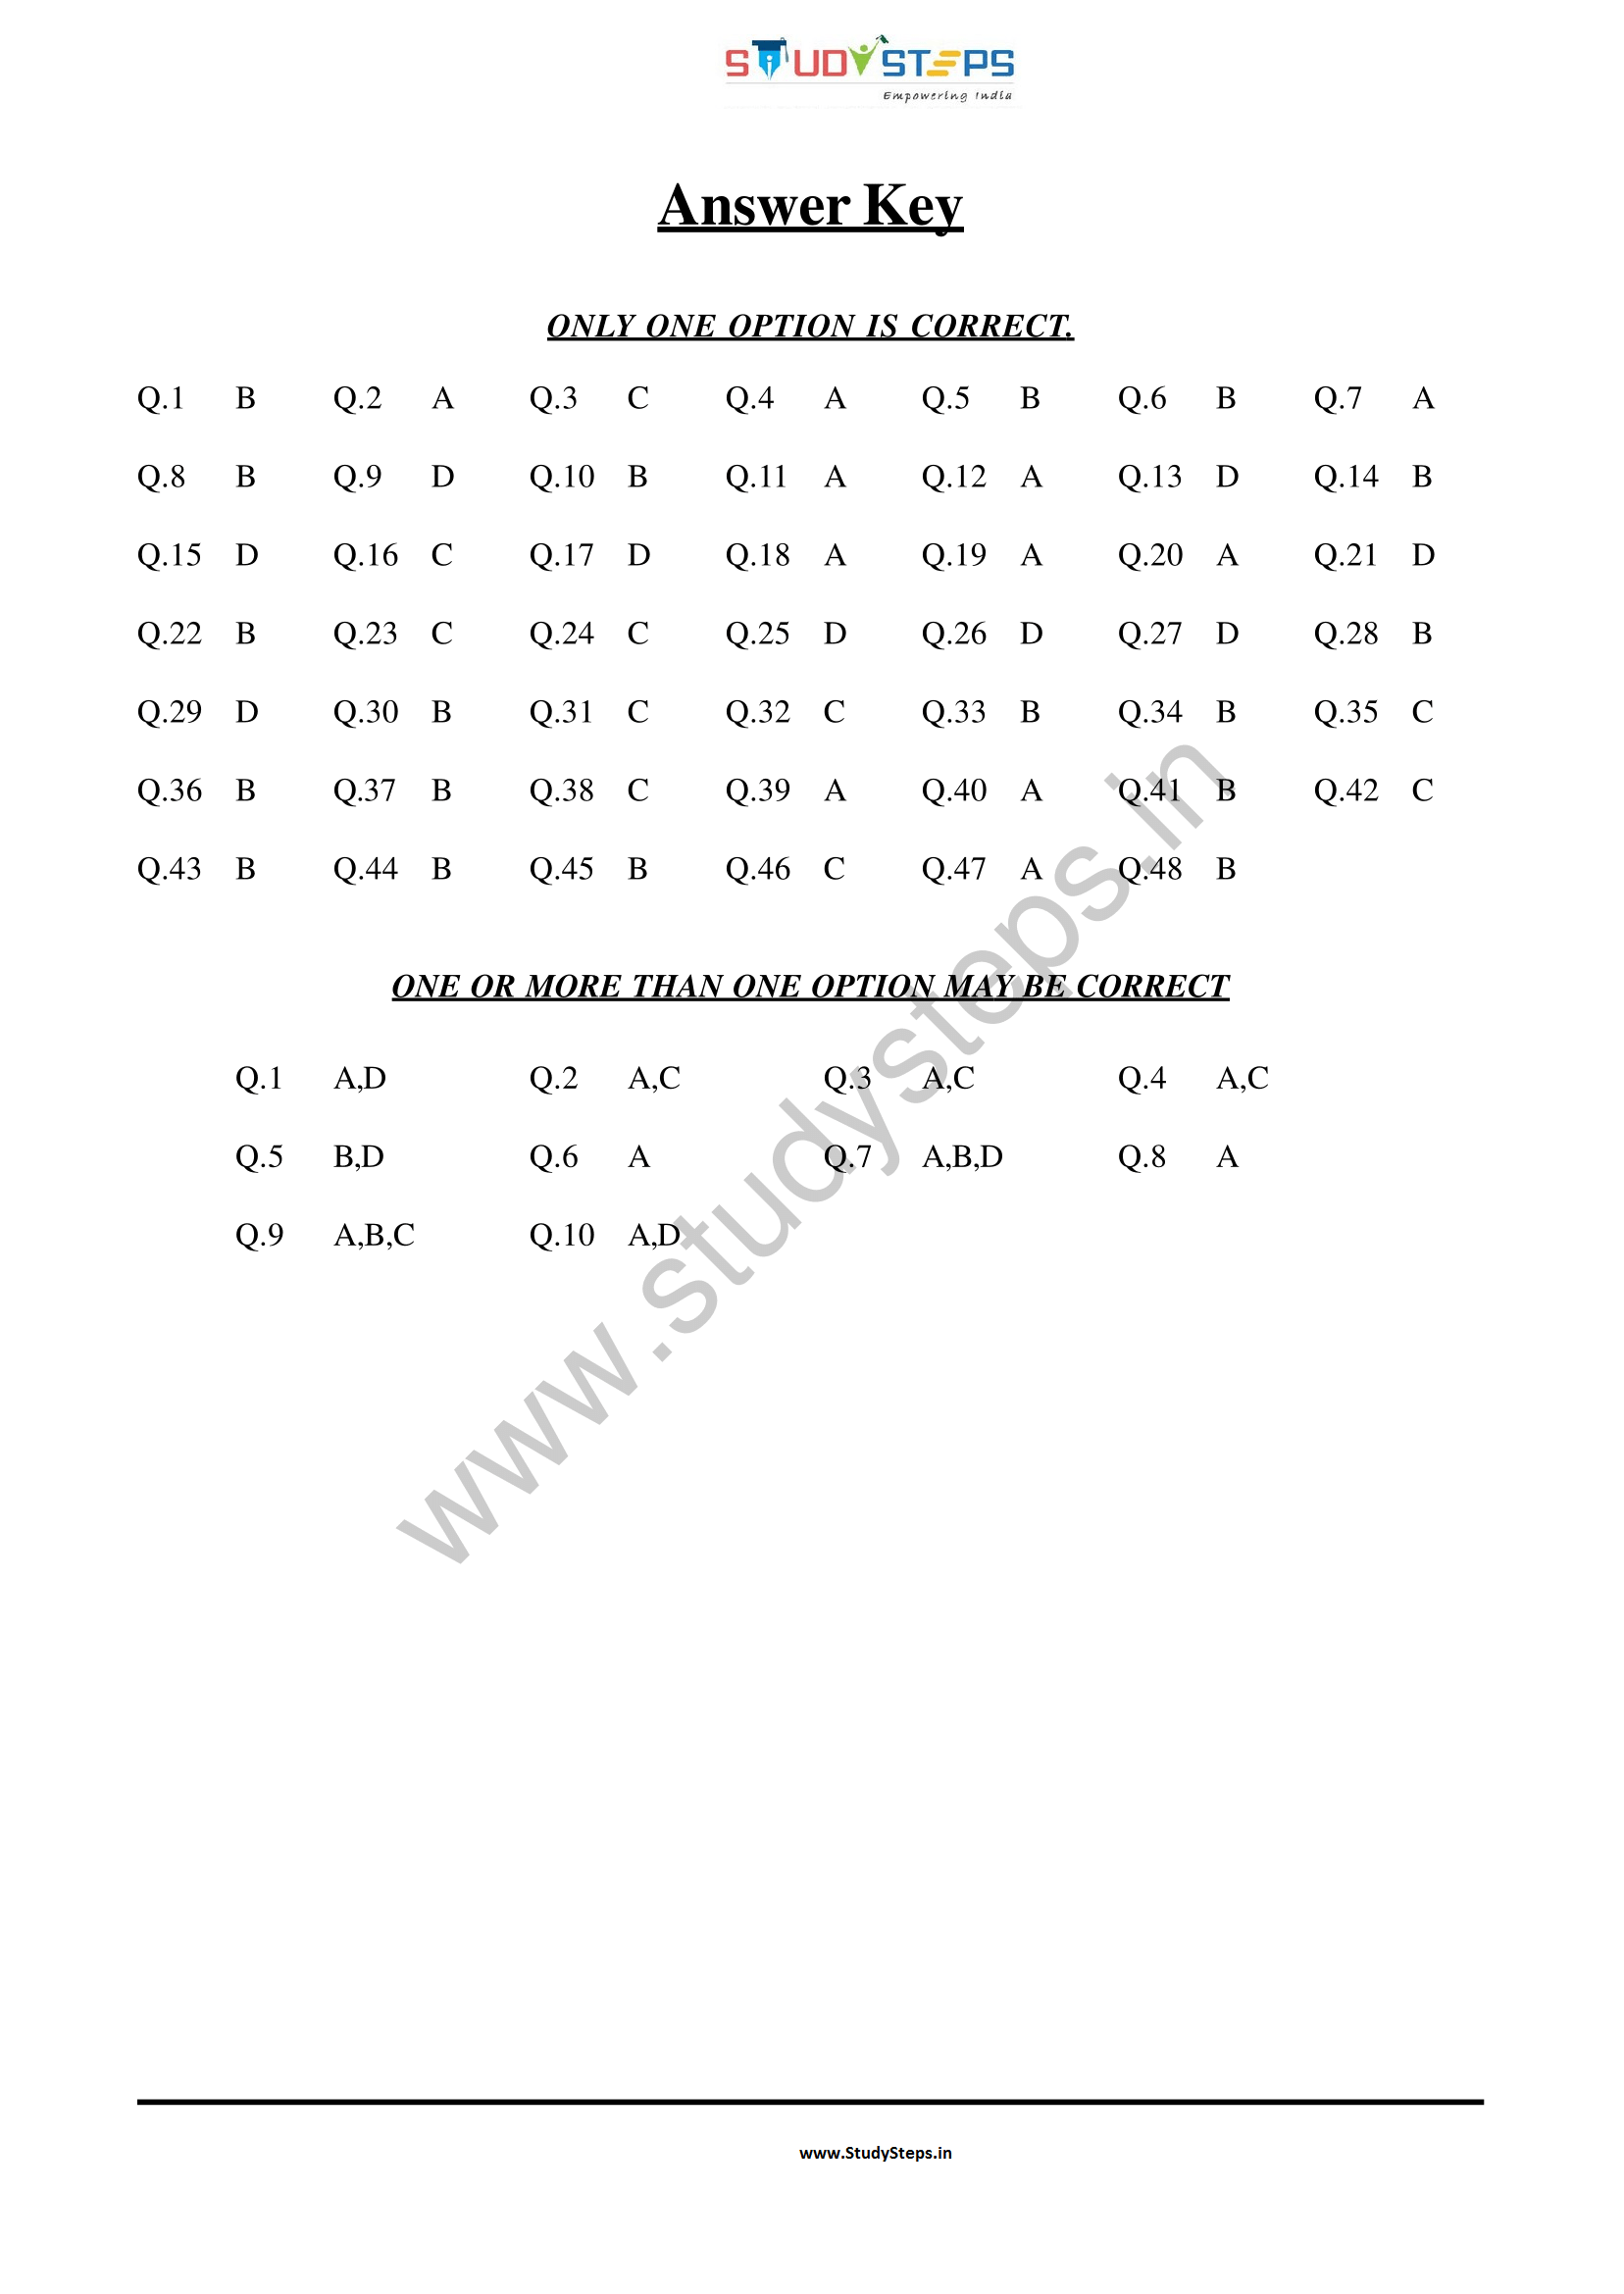 STUDYSTEPS
Empowering India
Answer Key
ONLY ONE OPTION IS CORRECT.
Q.1 B Q.2 A Q.3 C Q.4 A Q.5 B Q.6 B Q.7 A
Q.8 B Q.9 D Q.10 B Q.11 A Q.12 A Q.13 D Q.14 B
Q.15 D Q.16 C Q.17 D Q.18 A Q.19 A Q.20 A Q.21 D
Q.22 B Q.23 C Q.24 C Q.25 D Q.26 D Q.27 D Q.28 B
Q.29 D Q.30 B Q.31 C Q.32 C Q.33 B Q.34 B Q.35 C
Q.36 B Q.37 B Q.38 C Q.39 A Q.40 A Q.41 B Q.42 C
Q.43 B Q.44 B Q.45 B Q.46 C Q.47 A Q.48 B
ONE OR MORE THAN ONE OPTION MAY BE CORRECT
Q.1 A,D Q.2 A,C Q.3 A,C Q.4 A,C
Q.5 B,D Q.6 A Q.7 A,B,D Q.8 A
Q.9 A,B,C Q.10 A,D
www.studysteps.in
www.StudySteps.in